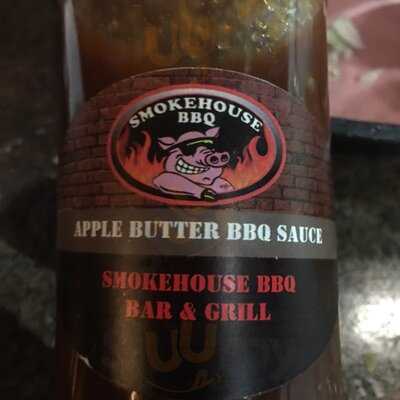 SMOKEHOUSE
BBQ
APPLE BUTTER BBQ SAUCE
SMOKEHOUSE BBQ
BAR & GRILL